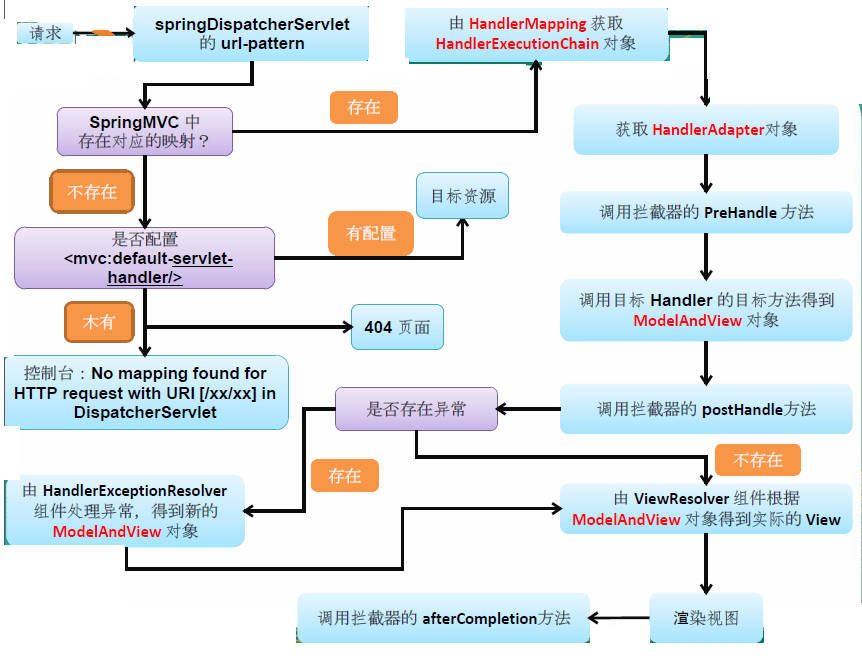 请求
springDispatcherServlet
的 url-pattern
由 HandlerMapping 获取
HandlerExecutionChain 对象
SpringMVC 中
存在对应的映射？
存在
获取 HandlerAdapter对象
不存在
目标资源
调用拦截器的 PreHandle 方法
是否配置
<mvc:default-servlet-
handler/>
有配置
调用目标 Handler 的目标方法得到
ModelAndView 对象
木有
404 页面
控制台：No mapping found for
HTTP request with URI [/xx/xx] in
DispatcherServlet
是否存在异常
调用拦截器的 postHandle方法
存在
不存在
由 HandlerExceptionResolver
组件处理异常，得到新的
ModelAndView 对象
由 ViewResolver 组件根据
ModelAndView 对象得到实际的 View
调用拦截器的 afterCompletion方法
渲染视图